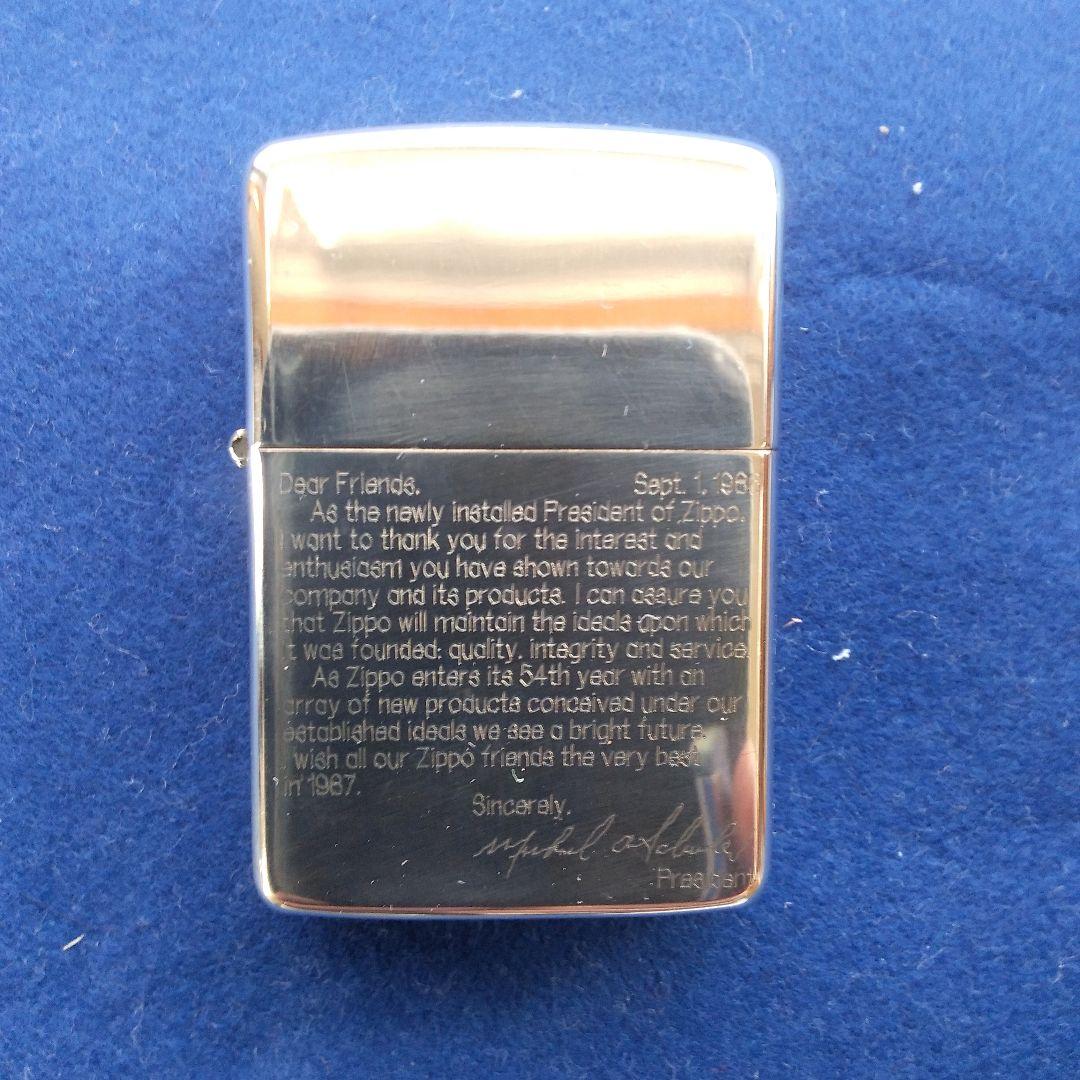 Dear Friends, Sept. 1, 1986
As the newly installed President of Zippo,
I want to thank you for the interest and
enthusiasm you have shown towards our
company and its products. I can assure you
that Zippo will maintain the ideals upon which
it was founded: quality, integrity and service.
As Zippo enters its 54th year with an
array of new products conceived under our
established ideals we see a bright future.
I wish all our Zippo friends the very best
in 1987.
Sincerely,
President